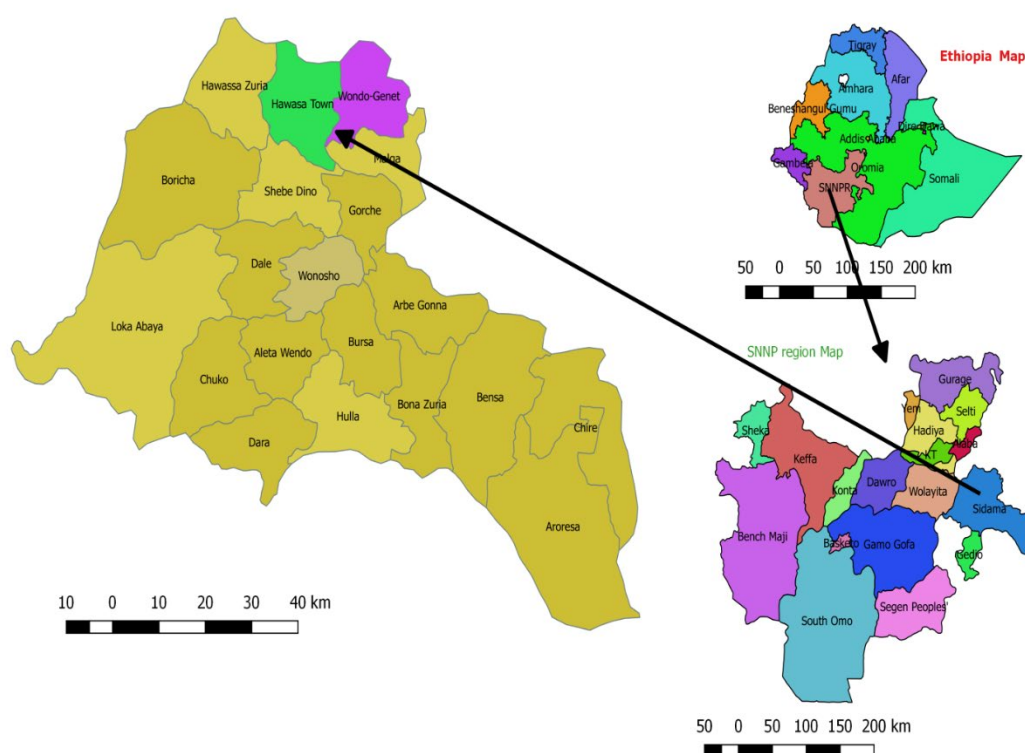 Hawassa Zuria
Hawasa Town
Wondo-Genet
Malga
Boricha
Shebe Dino
Gorche
Dale
Wonosho
Arbe Gonna
Loka Abaya
Aleta Wendo
Bursa
Chuko
Bona Zuria
Bensa
Hulla
Chire
Dara
Aroresa
10 0 10 20 30 40 km
Ethiopia Map
Tigray
Afar
Amhara
Beneshangul Gumu
Dire Dawa
Addis Ababa
Gambela
Oromia
Somali
SNNPR
50 0 50 100 150 200 km
SNNP region Map
Gurage
Yem
Selti
Sheka
Hadiya
Alaba
Keffa
KT
Konta
Dawro
Wolayita
Sidama
Bench Maji
Basketo
Gamo Gofa
Gedio
Segen Peoples'
South Omo
50 0 50 100 150 200 km